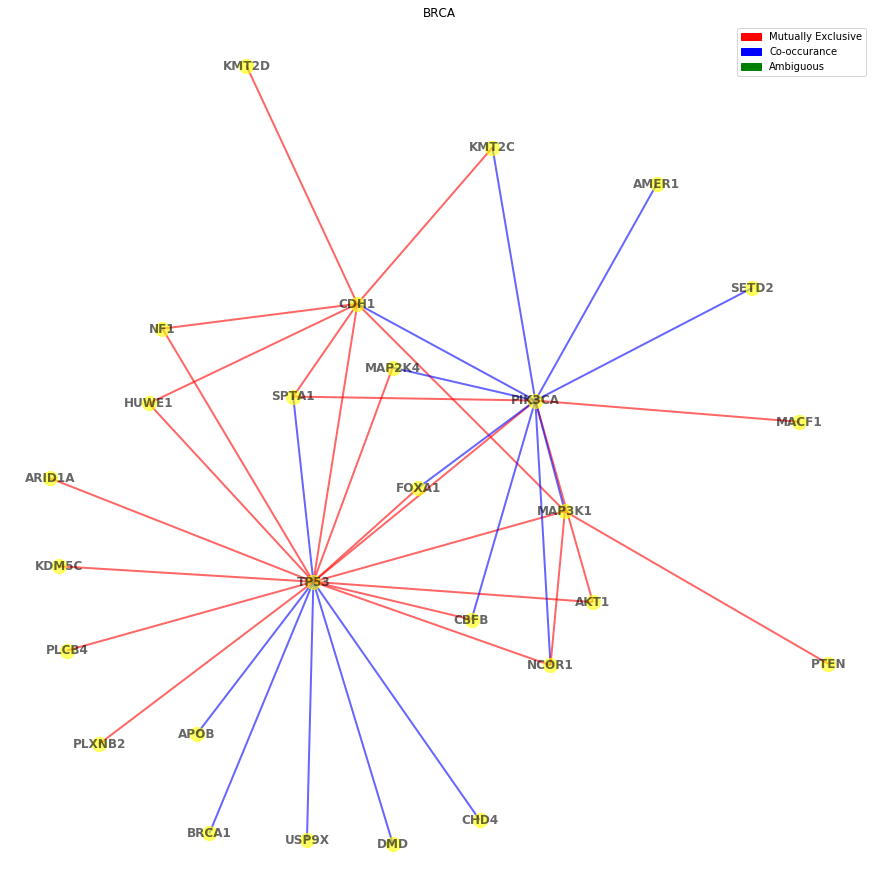 BRCA
Mutually Exclusive
Co-occurance
Ambiguous
KMT2D
KMT2C
AMER1
SETD2
CDH1
NF1
MAP2K4
SPTA1
HUWE1
PIK3CA
MACF1
ARID1A
FOXA1
MAP3K1
KDM5C
TP53
AKT1
CBFB
PLCB4
NCOR1
PTEN
APOB
PLXNB2
CHD4
BRCA1
USP9X
DMD